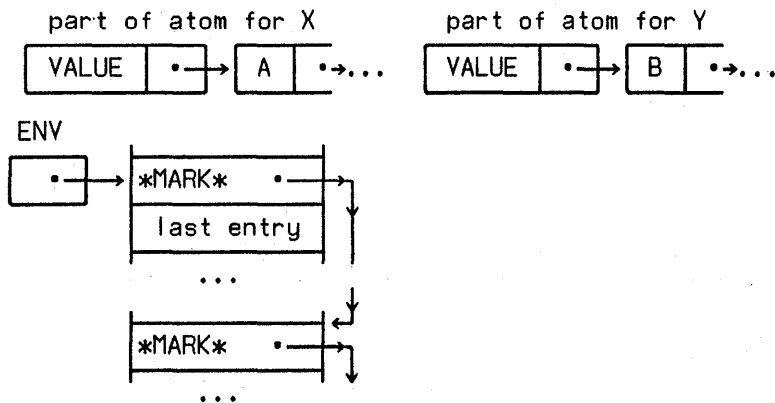 part of atom for X
part of atom for Y
VALUE A ...
VALUE B ...
ENV
*MARK*
last entry
...
*MARK*
...